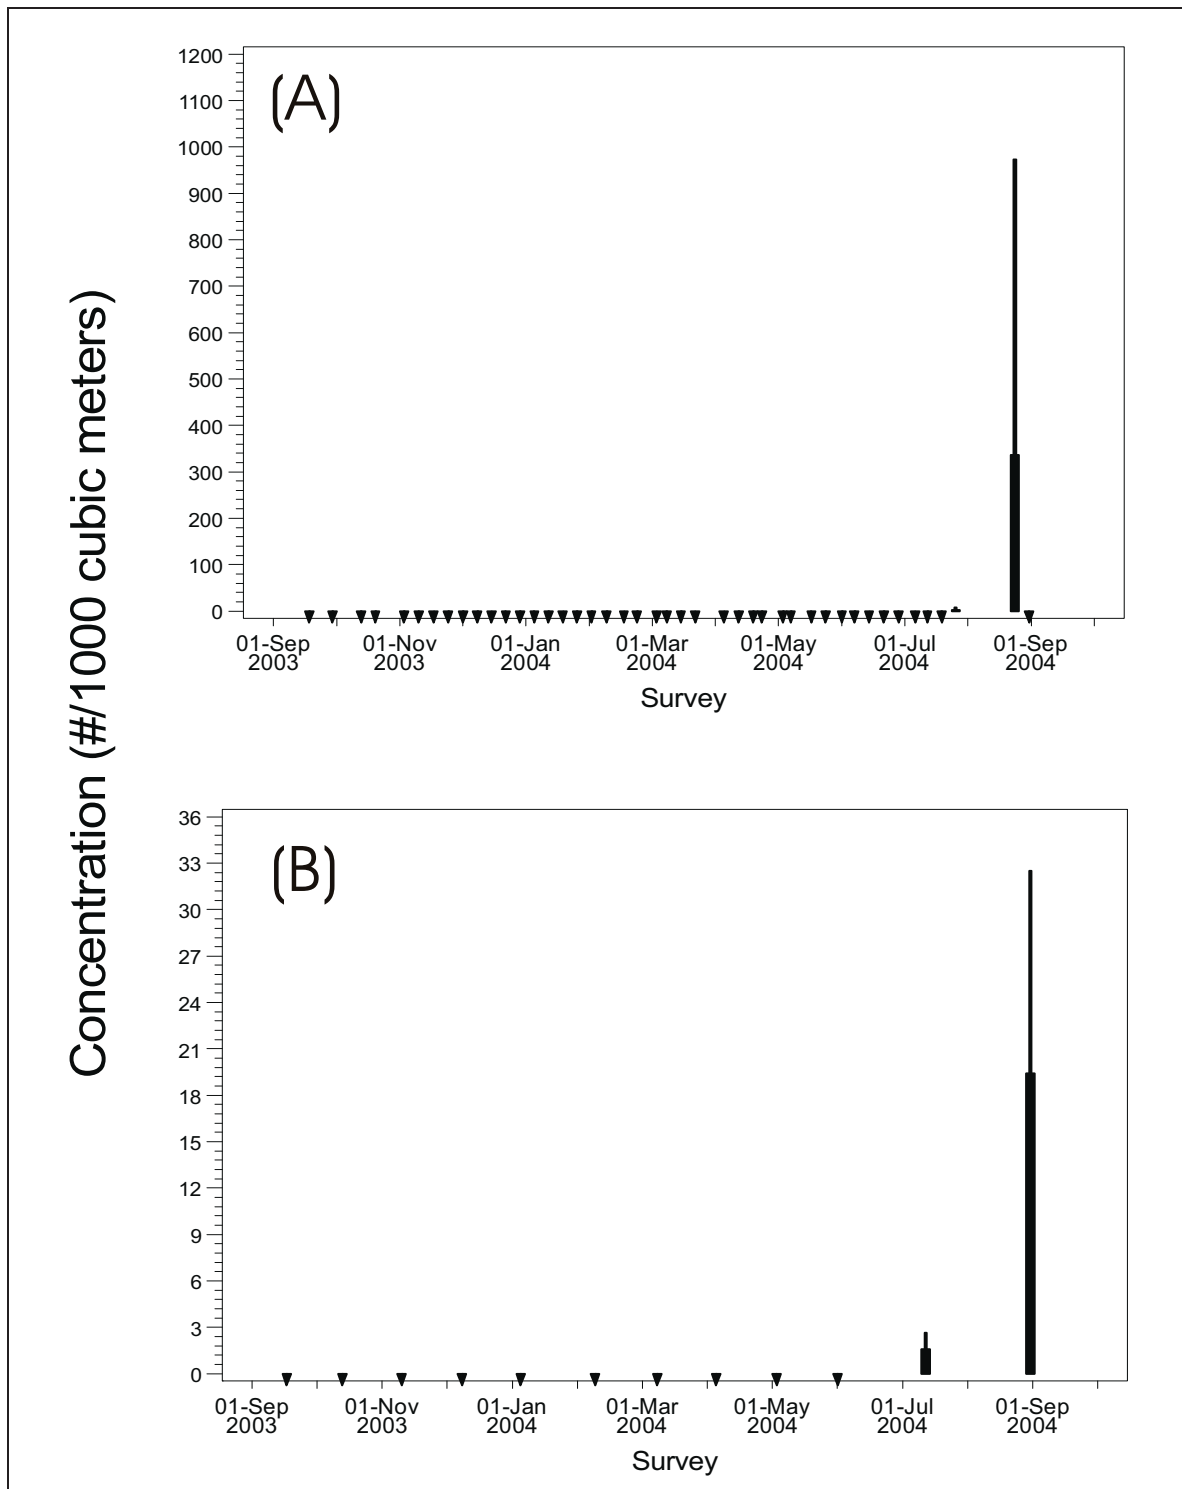 Concentration (#/1000 cubic meters)
(A)
1200
1100
1000
900
800
700
600
500
400
300
200
100
0
01-Sep 01-Nov 01-Jan 01-Mar 01-May 01-Jul 01-Sep
2003 2003 2004 2004 2004 2004 2004
Survey
(B)
36
33
30
27
24
21
18
15
12
9
6
3
0
01-Sep 01-Nov 01-Jan 01-Mar 01-May 01-Jul 01-Sep
2003 2003 2004 2004 2004 2004 2004
Survey